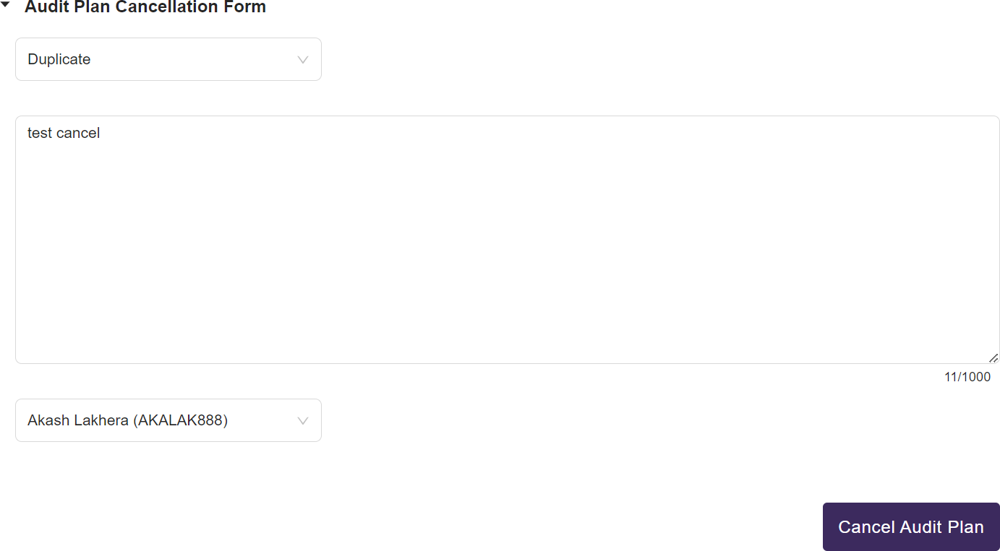 Audit Plan Cancellation Form
Duplicate
test cancel
11/1000
Akash Lakhera (AKALAK888)
Cancel Audit Plan